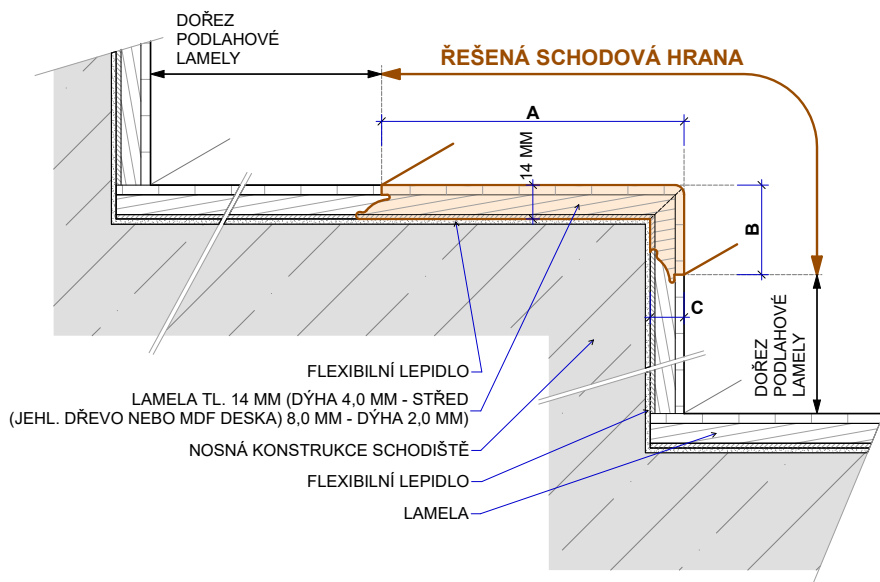 DOŘEZ
PODLAHOVÉ
LAMELY
ŘEŠENÁ SCHODOVÁ HRANA
A
14 MM
B
C
DOŘEZ
PODLAHOVÉ
LAMELY
FLEXIBILNÍ LEPIDLO
LAMELA TL. 14 MM (DÝHA 4,0 MM - STŘED
(JEHL. DŘEVO NEBO MDF DESKA) 8,0 MM - DÝHA 2,0 MM)
NOSNÁ KONSTRUKCE SCHODIŠTĚ
FLEXIBILNÍ LEPIDLO
LAMELA